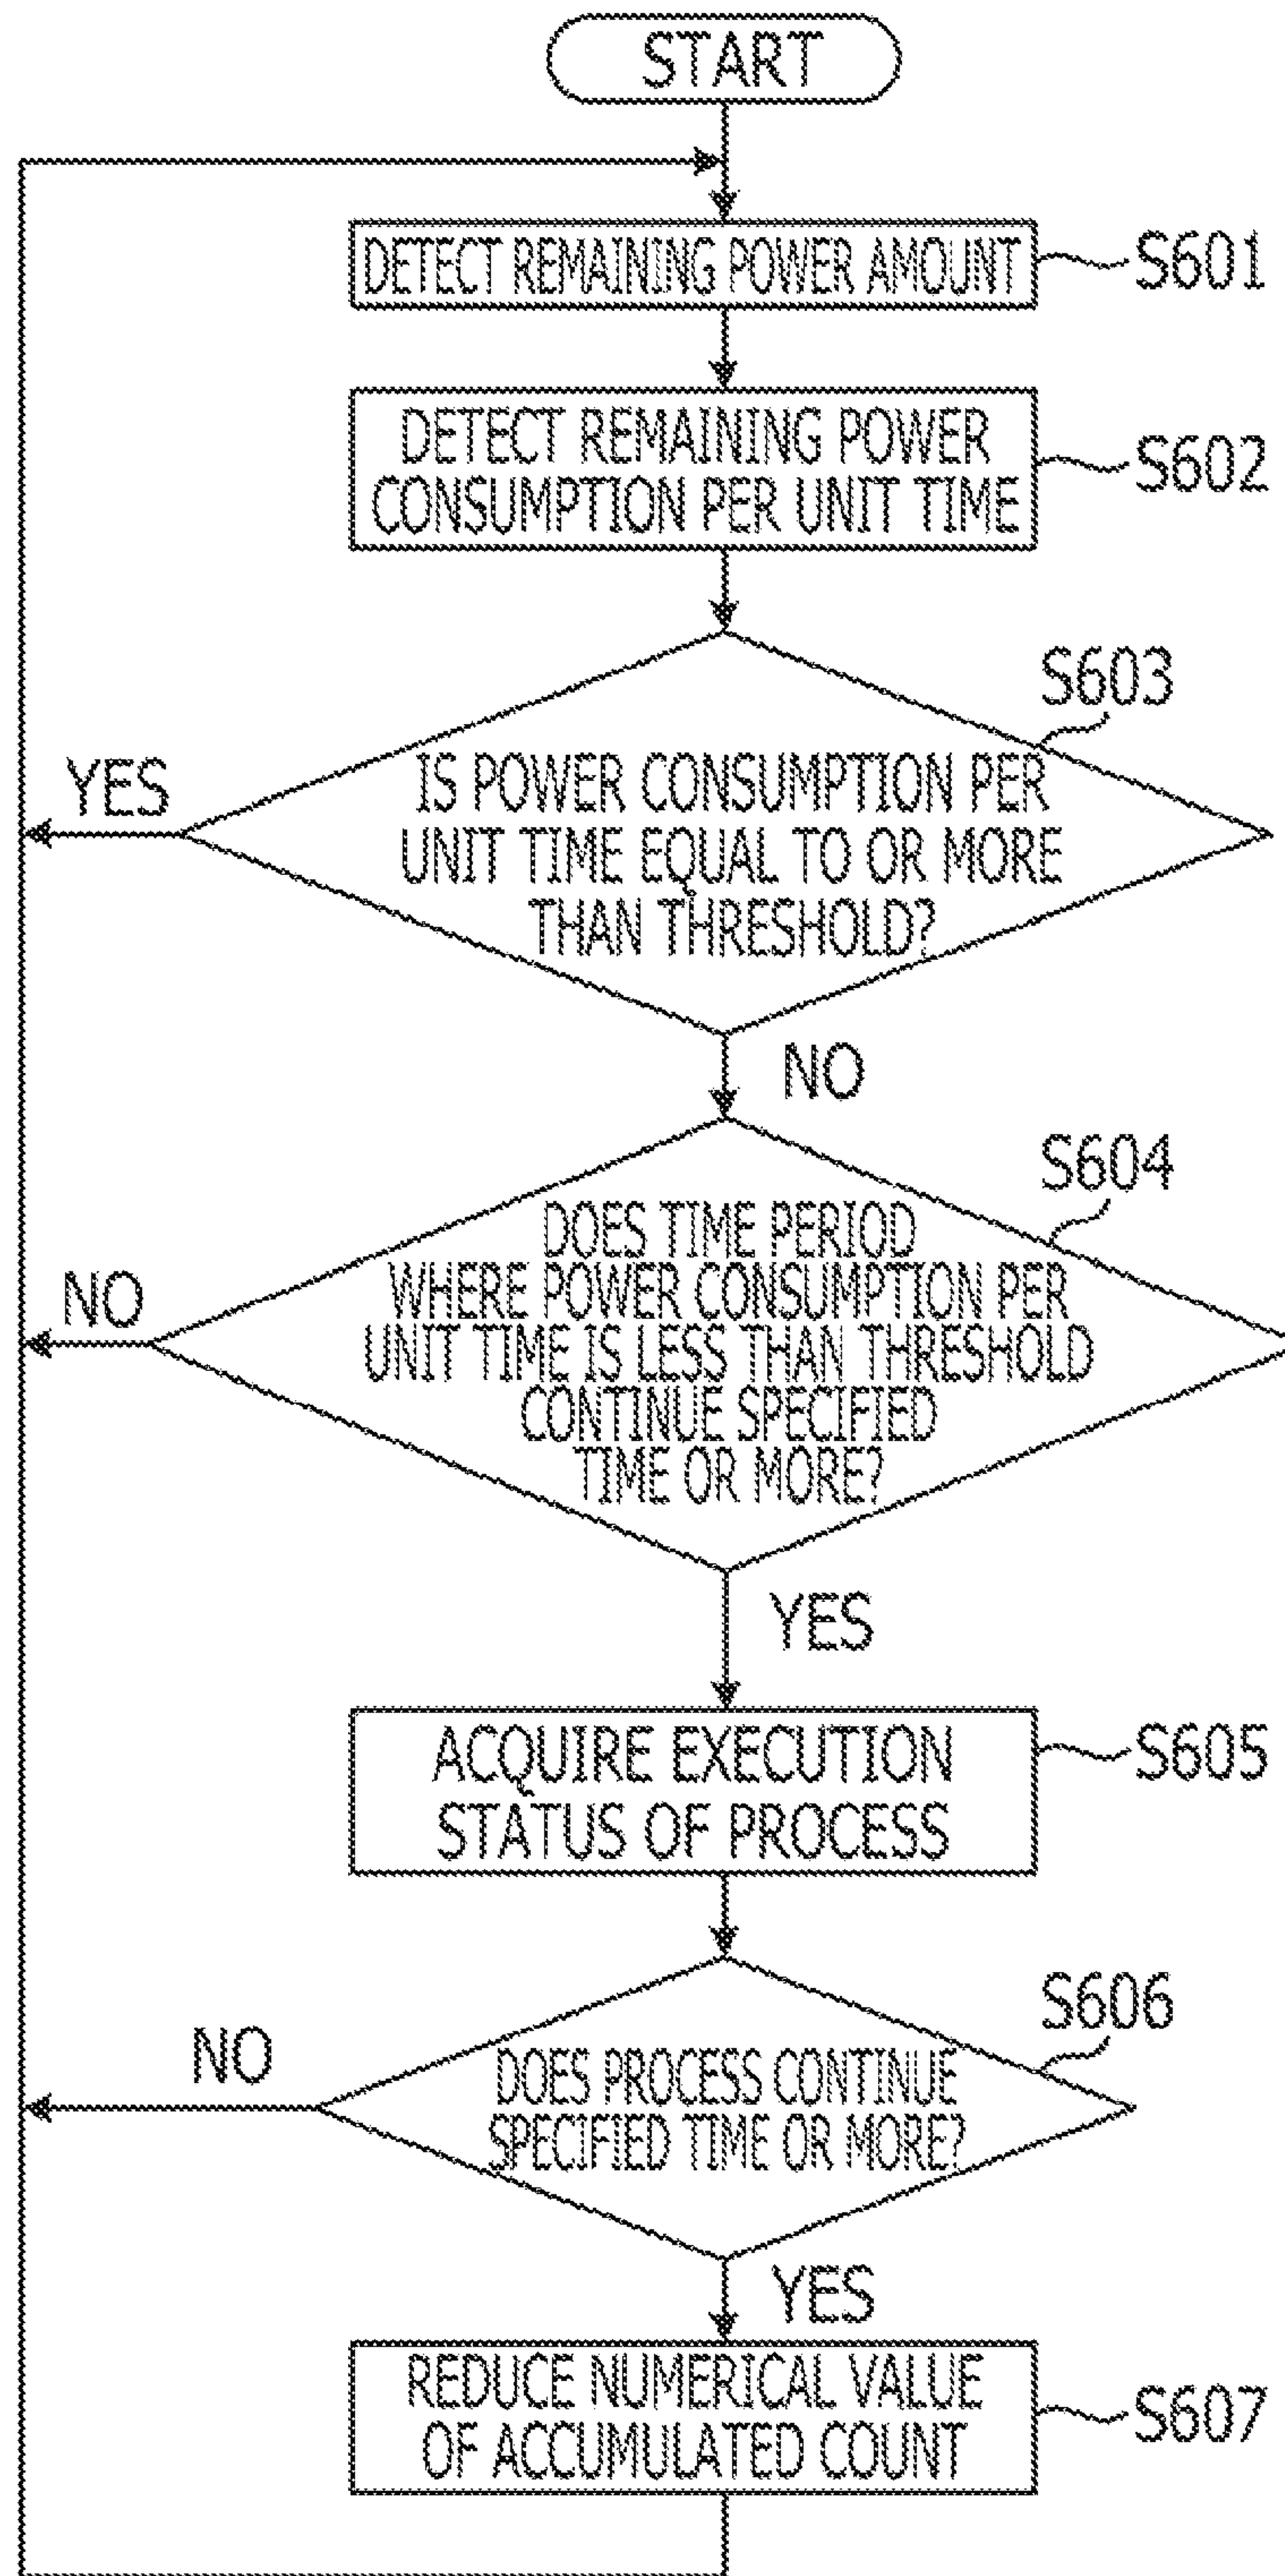 START
DETECT REMAINING POWER AMOUNT
S601
DETECT REMAINING POWER
CONSUMPTION PER UNIT TIME
S602
S603
IS POWER CONSUMPTION PER
UNIT TIME EQUAL TO OR MORE
THAN THRESHOLD?
YES
NO
S604
DOES TIME PERIOD
WHERE POWER CONSUMPTION PER
UNIT TIME IS LESS THAN THRESHOLD
CONTINUE SPECIFIED
TIME OR MORE?
NO
YES
ACQUIRE EXECUTION
STATUS OF PROCESS
S605
S606
DOES PROCESS CONTINUE
SPECIFIED TIME OR MORE?
NO
YES
REDUCE NUMERICAL VALUE
OF ACCUMULATED COUNT
S607